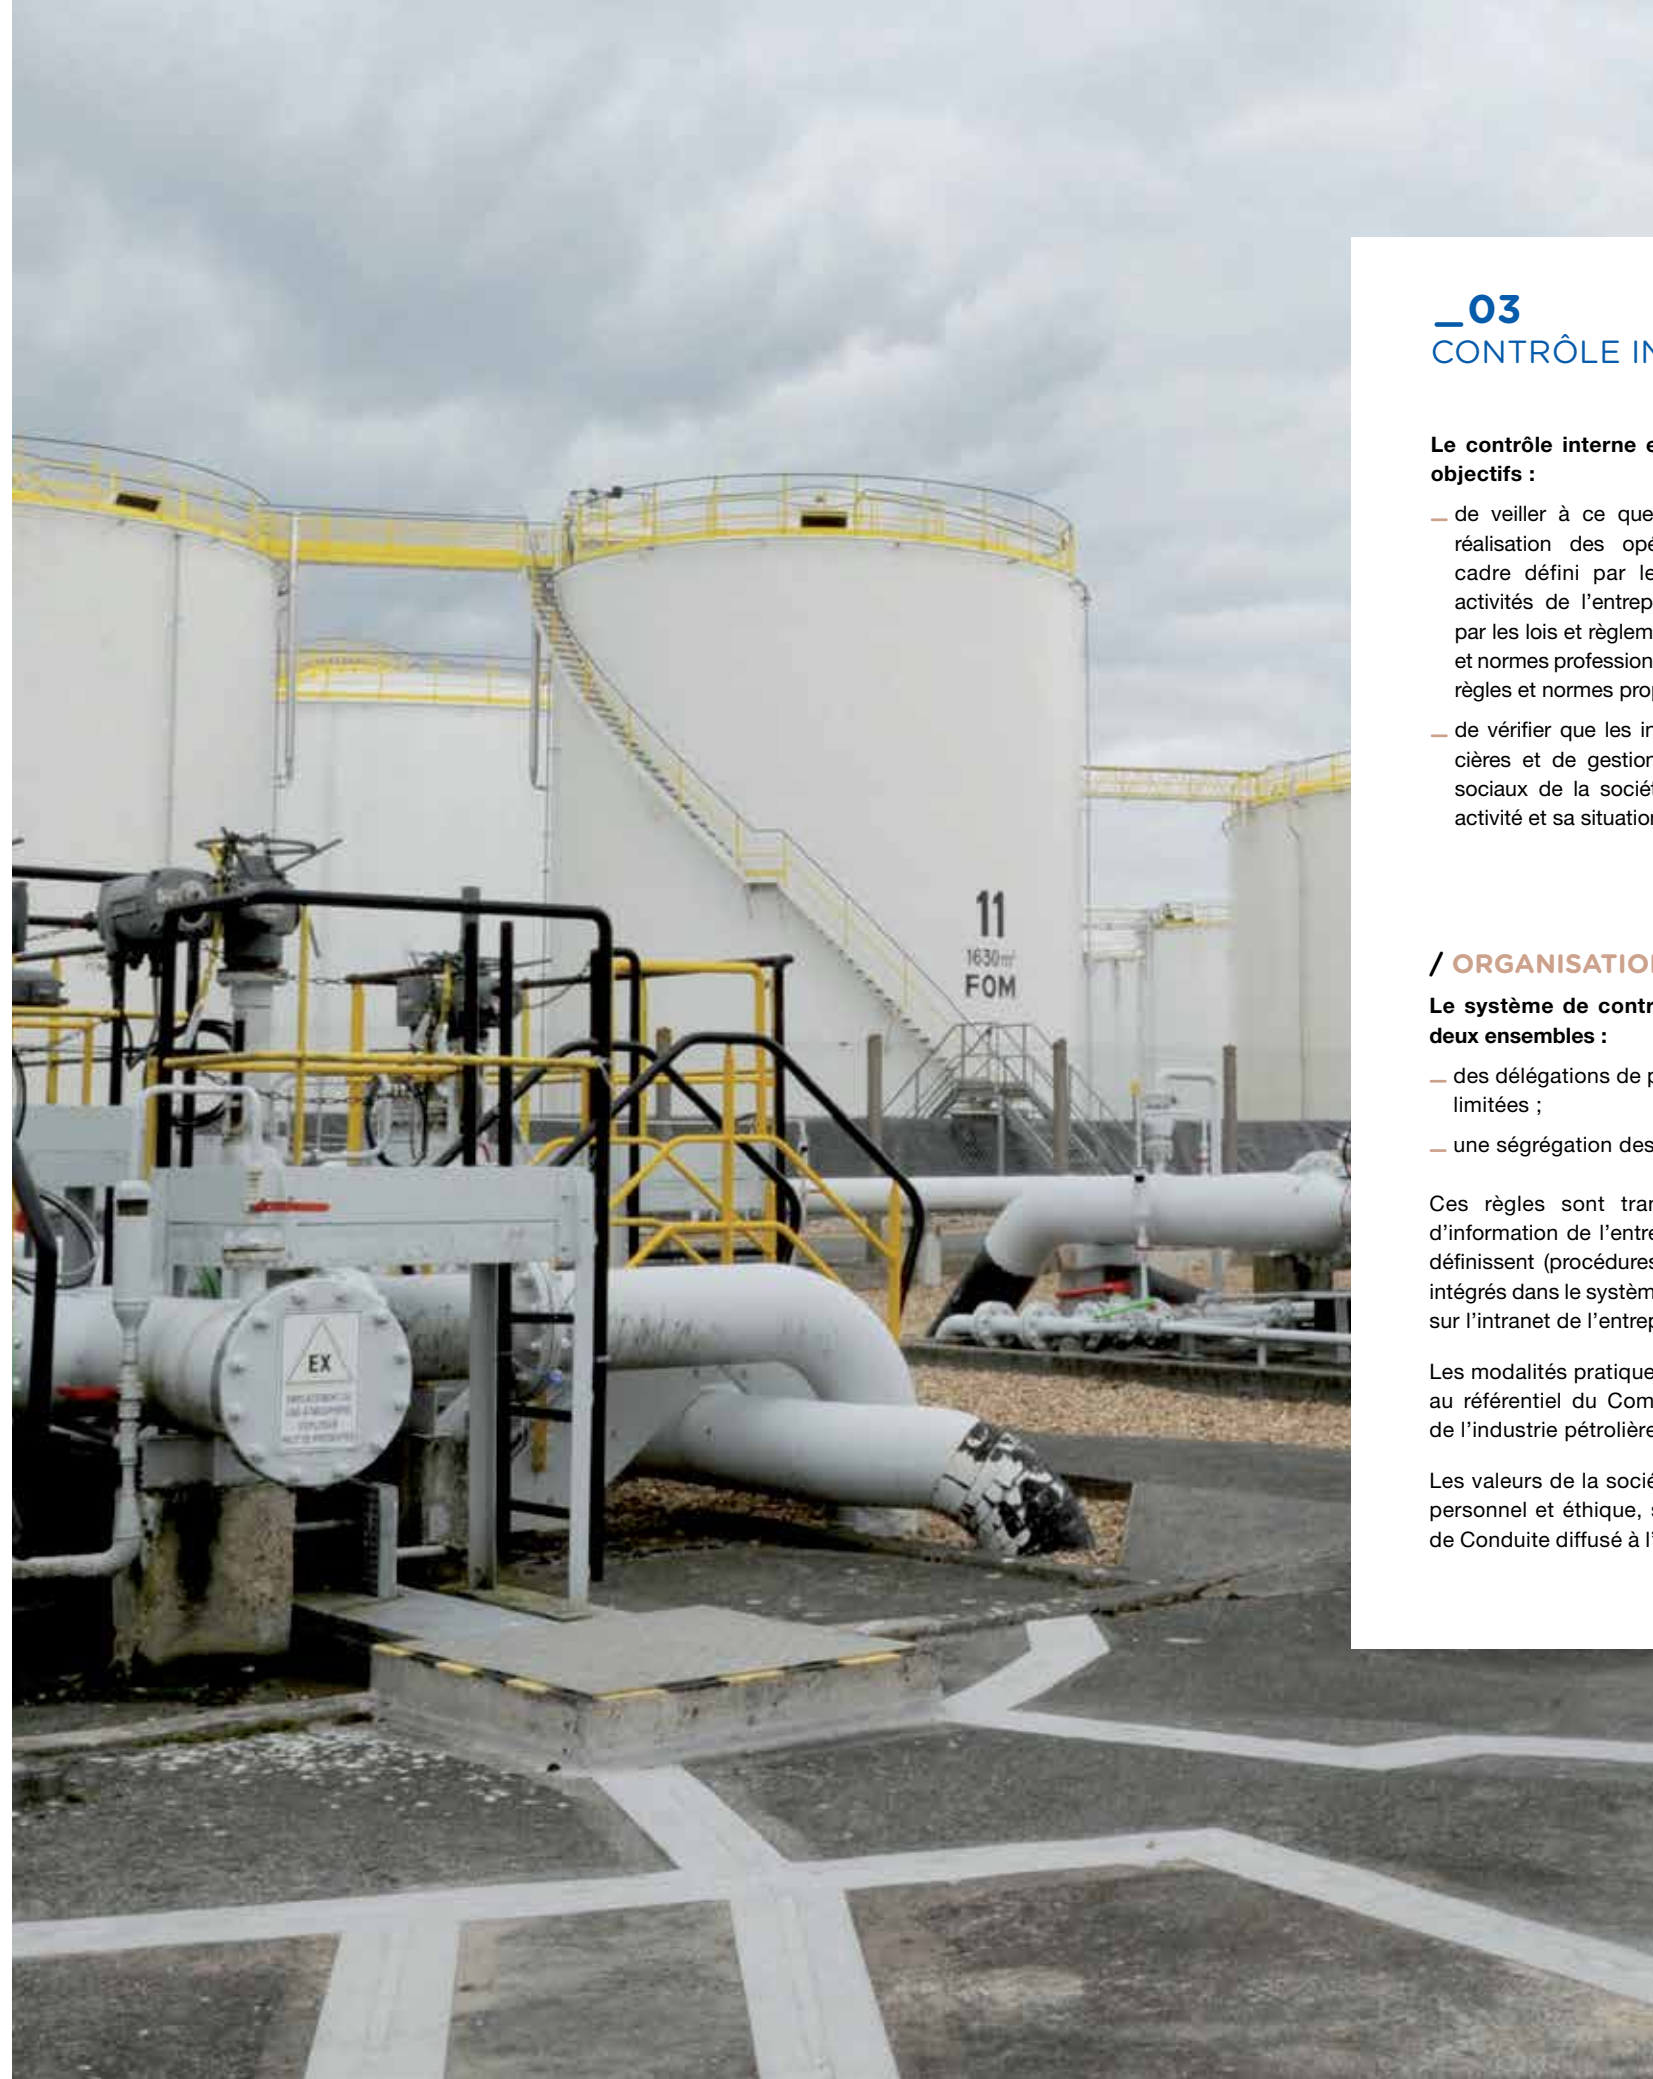 _03
CONTRÔLE IN
Le contrôle interne e
objectifs :
de veiller à ce que
réalisation des opé
cadre défini par le
activités de l'entrep
par les lois et règlem
et normes profession
règles et normes prop
de vérifier que les in
cières et de gestion
sociaux de la sociét
activité et sa situation
11
1630 m³
FOM
/ ORGANISATION
Le système de contr
deux ensembles :
des délégations de p
limitées ;
une ségrégation des
Ces règles sont tran
d'information de l'entre
définissent (procédures
intégrés dans le systèm
sur l'intranet de l'entrep
Les modalités pratique
au référentiel du Com
de l'industrie pétrolière
Les valeurs de la socié
personnel et éthique, s
de Conduite diffusé à l'
EX